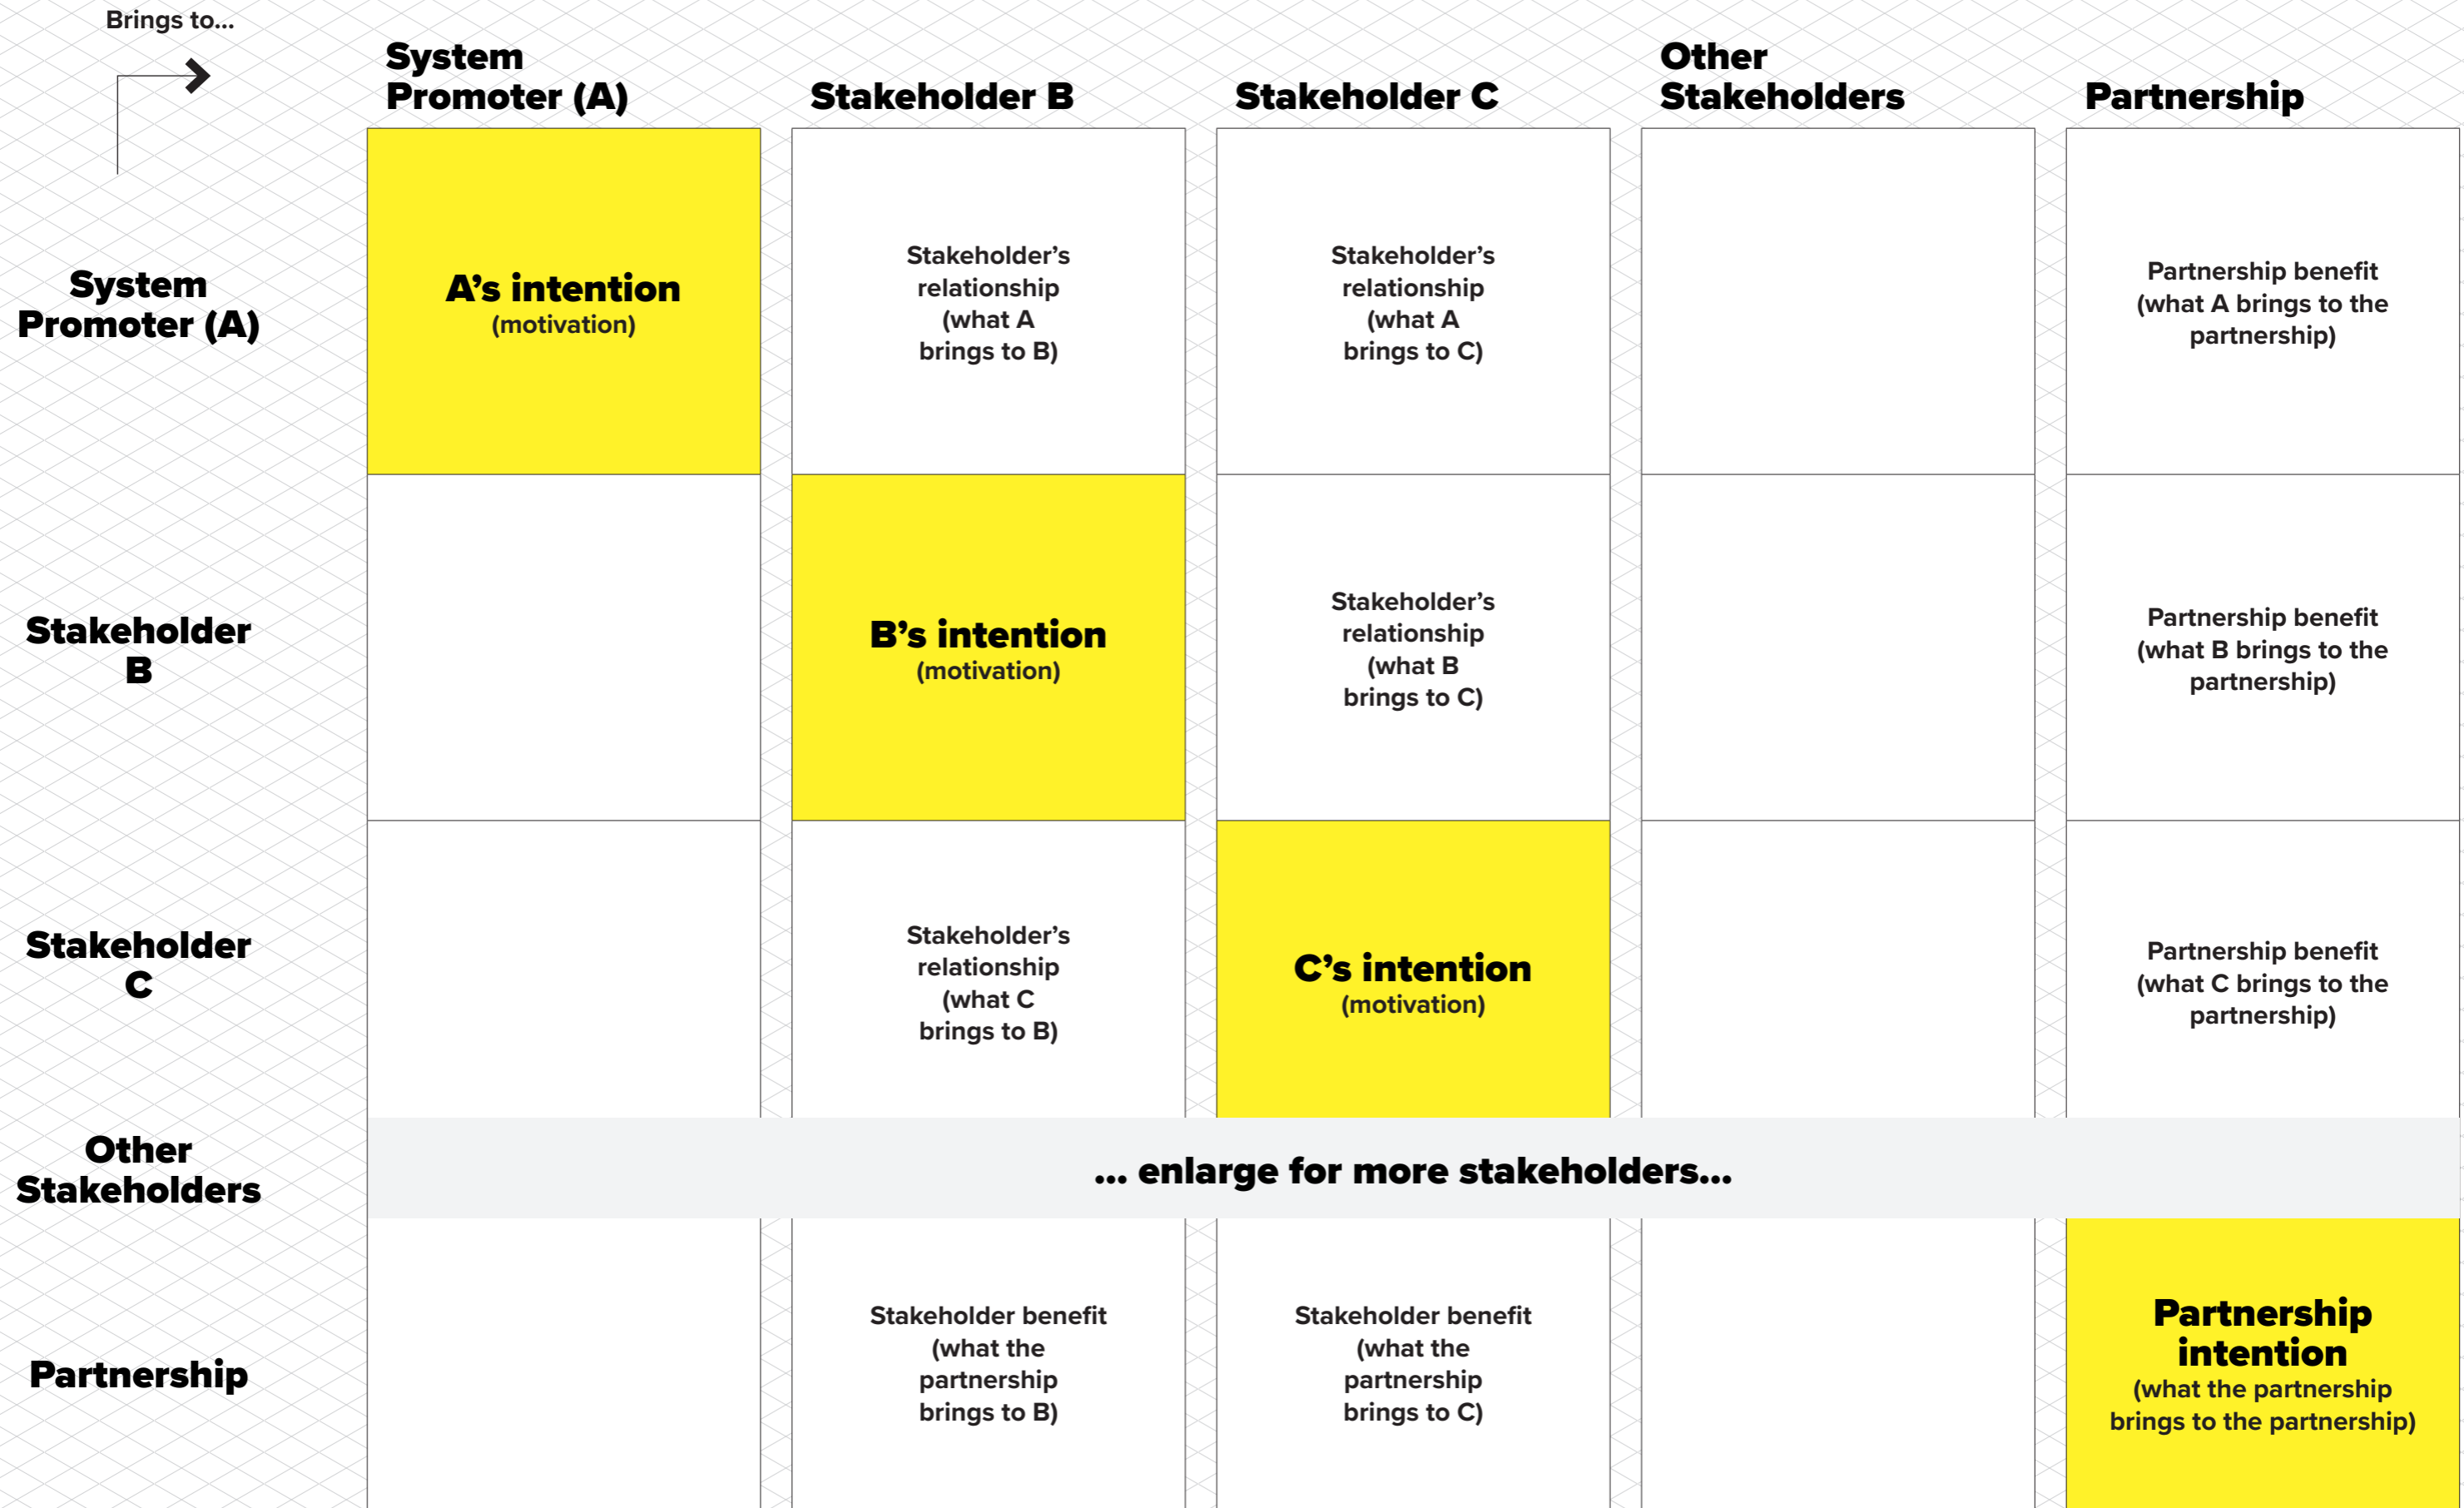 Brings to...
System
Promoter (A)
Stakeholder B
Stakeholder C
Other
Stakeholders
Partnership
System
Promoter (A)
A’s intention
(motivation)
Stakeholder’s
relationship
(what A
brings to B)
Stakeholder’s
relationship
(what A
brings to C)
Partnership benefit
(what A brings to the
partnership)
Stakeholder
B
B’s intention
(motivation)
Stakeholder’s
relationship
(what B
brings to C)
Partnership benefit
(what B brings to the
partnership)
Stakeholder
C
Stakeholder’s
relationship
(what C
brings to B)
C’s intention
(motivation)
Partnership benefit
(what C brings to the
partnership)
Other
Stakeholders
... enlarge for more stakeholders...
Partnership
Stakeholder benefit
(what the
partnership
brings to B)
Stakeholder benefit
(what the
partnership
brings to C)
Partnership
intention
(what the partnership
brings to the partnership)